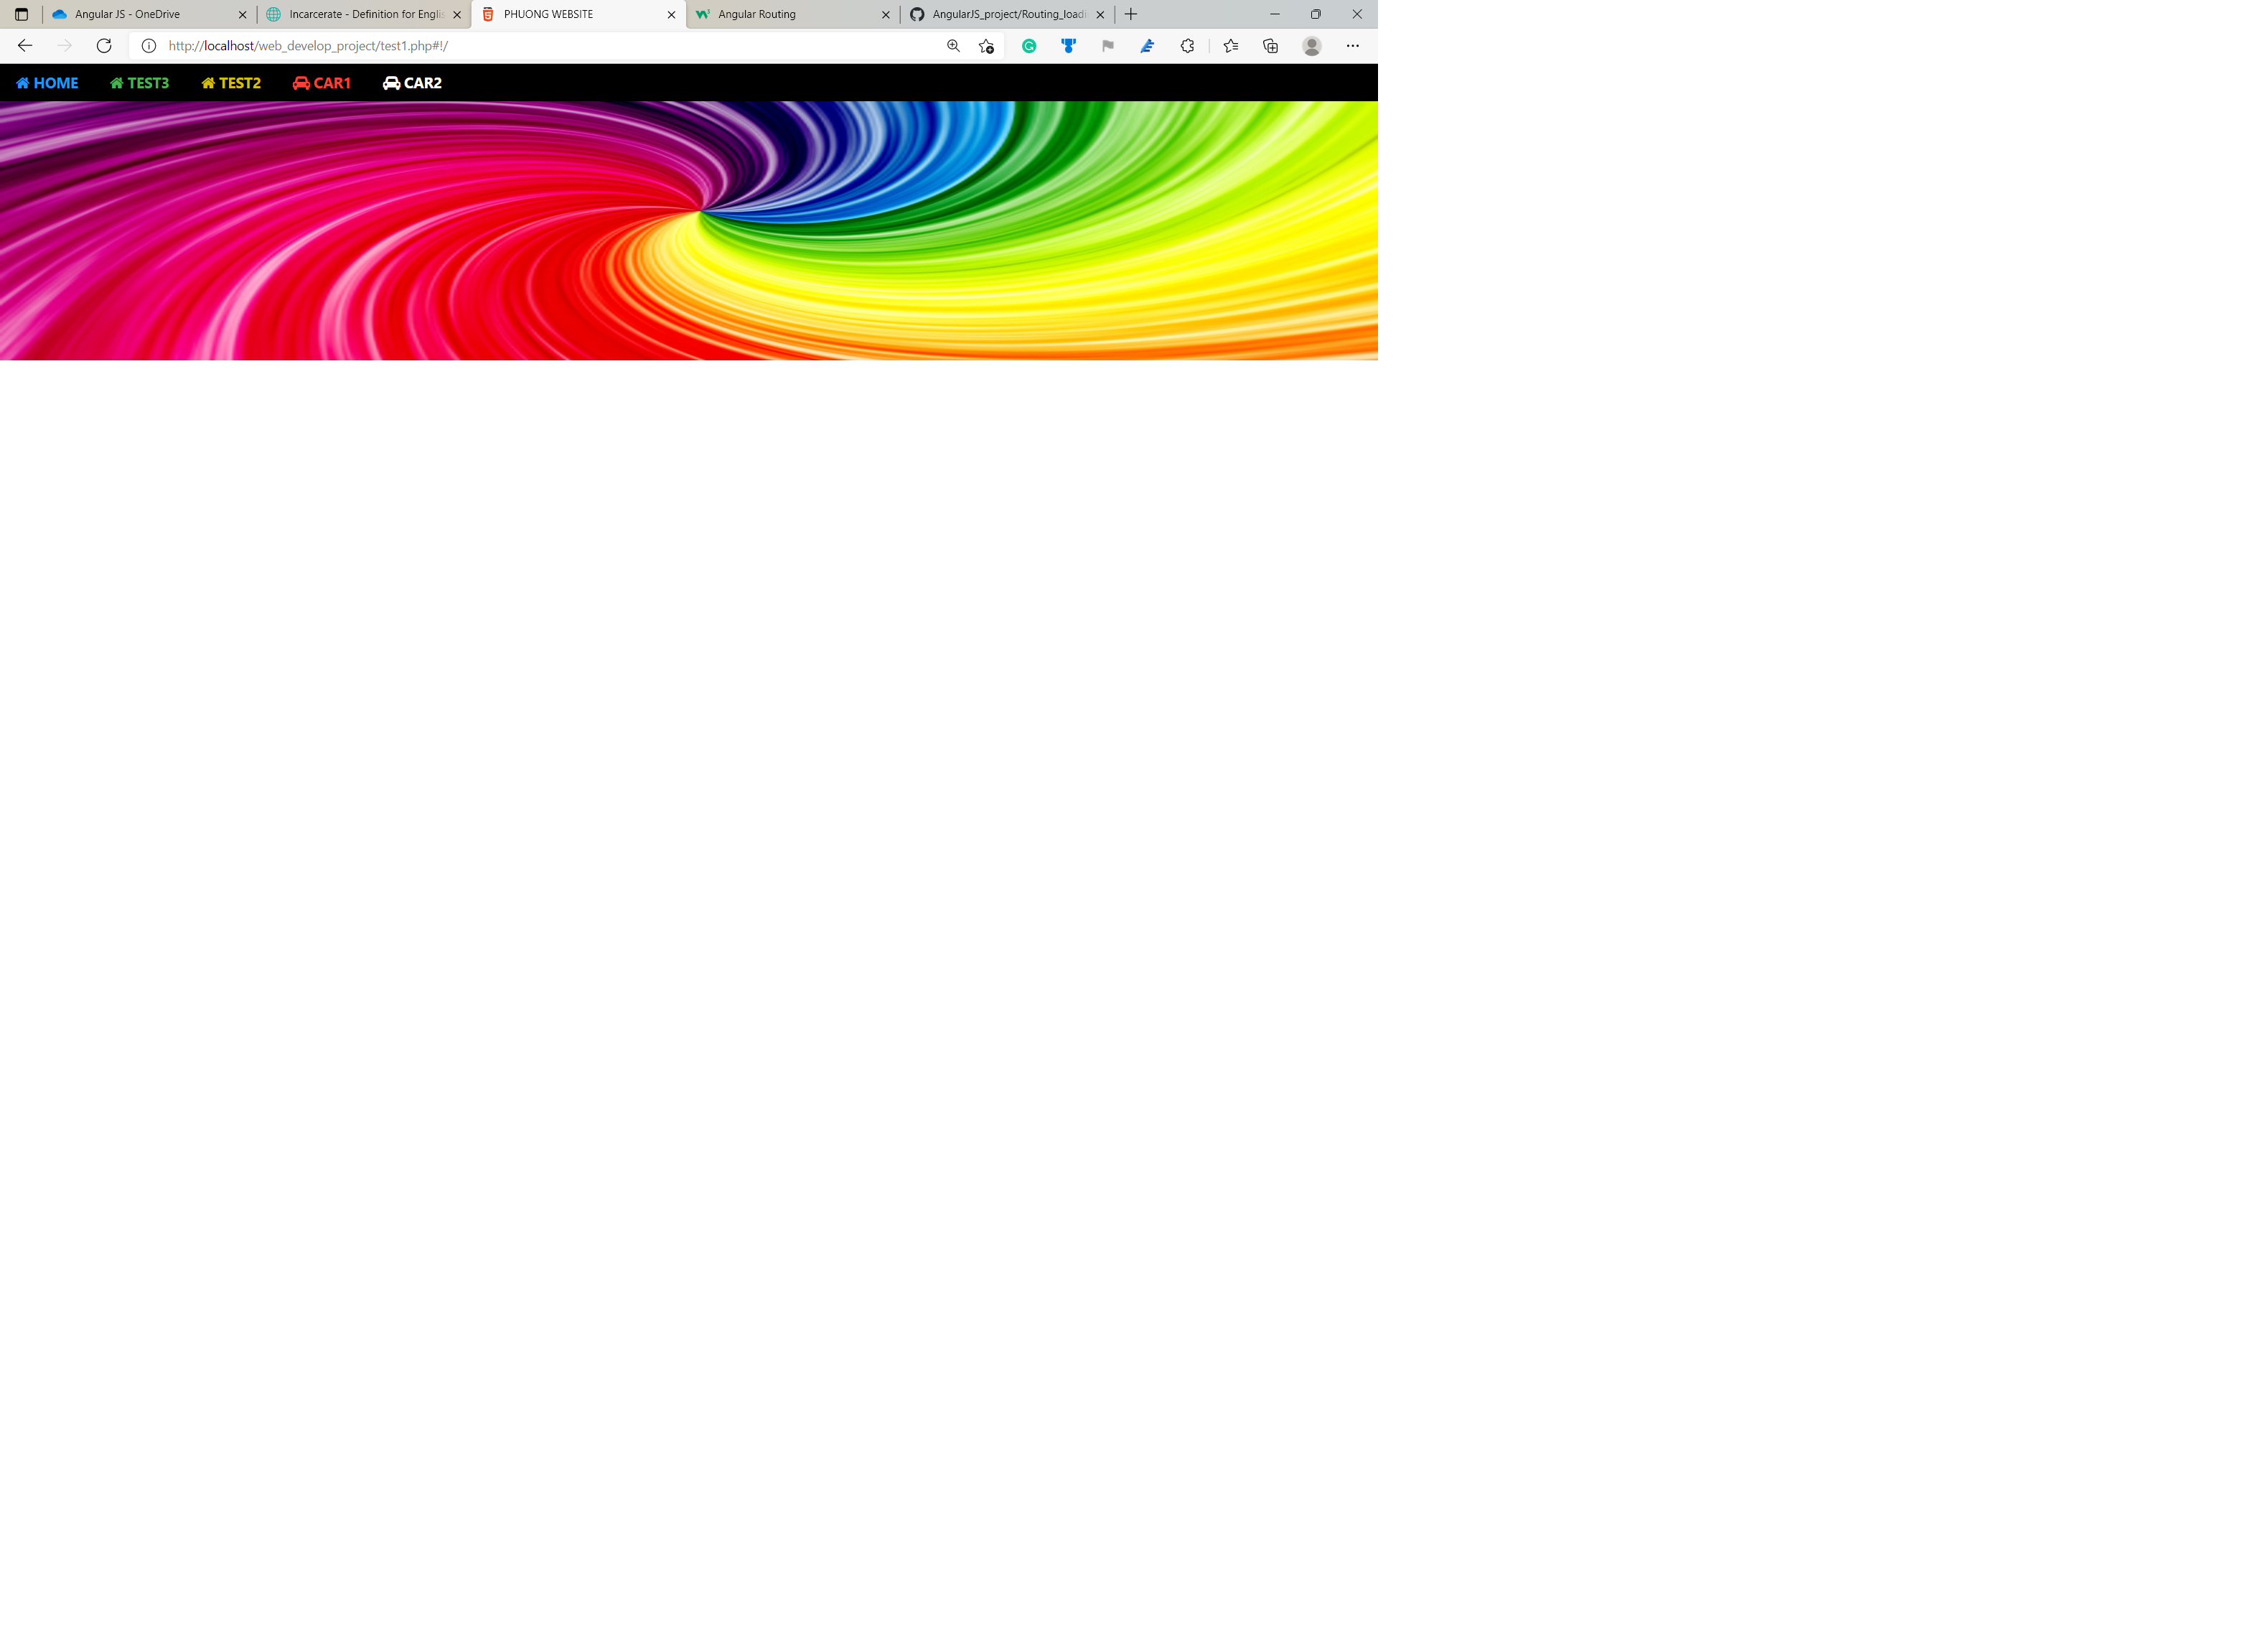 Angular JS - OneDrive
Incarcerate - Definition for Englis
PHUONG WEBSITE
Angular Routing
AngularJS_project/Routing_loadi
http://localhost/web_develop_project/test1.php#!/
HOME TEST3 TEST2 CAR1 CAR2